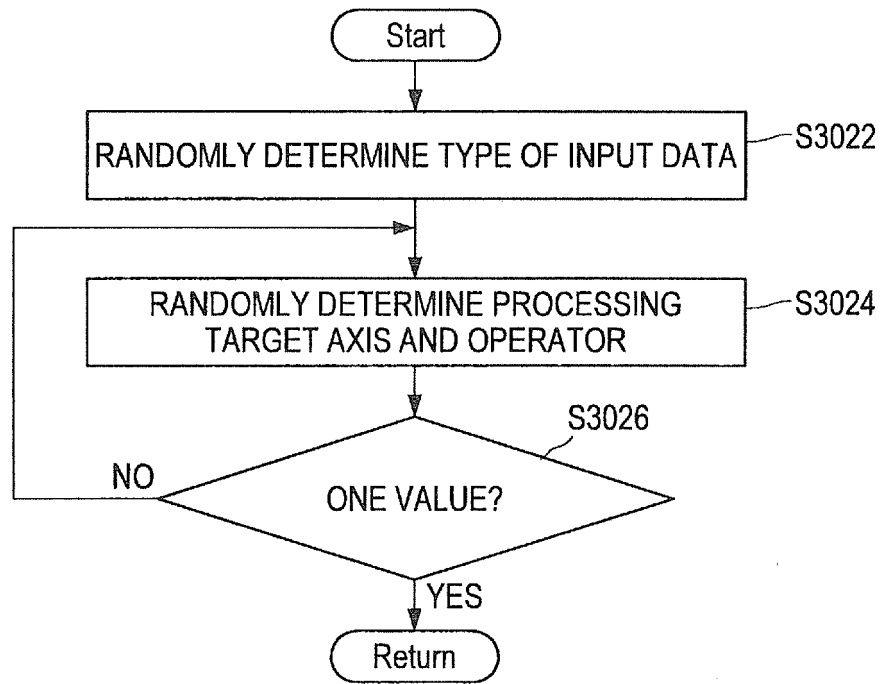 Start
RANDOMLY DETERMINE TYPE OF INPUT DATA
S3022
RANDOMLY DETERMINE PROCESSING
TARGET AXIS AND OPERATOR
S3024
S3026
NO
ONE VALUE?
YES
Return